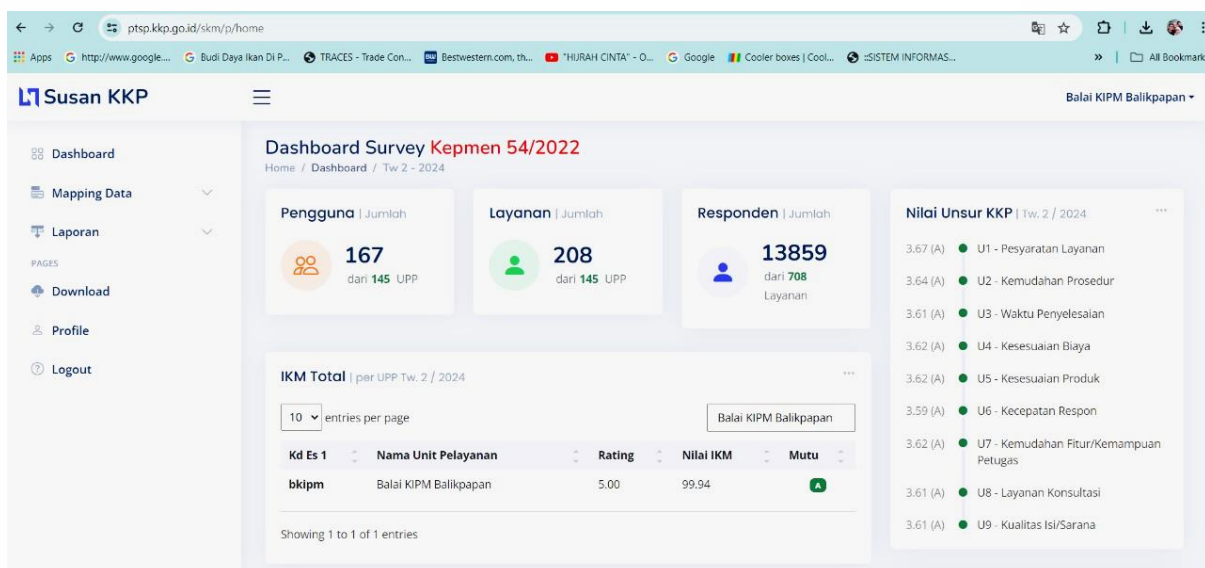 ptsp.kkp.go.id/skm/p/home
Apps
http://www.google....
Budi Daya Ikan Di P...
TRACES - Trade Con...
Bestwestern.com, th...
"HIJRAH CINTA" - O...
Google
Cooler boxes | Cool...
::SISTEM INFORMAS...
»
All Bookmark
Susan KKP
Balai KIPM Balikpapan
Dashboard
Mapping Data
Laporan
PAGES
Download
Profile
Logout
Dashboard Survey Kepmen 54/2022
Home / Dashboard / Tw 2 - 2024
Pengguna | Jumlah
167
dari 145 UPP
Layanan | Jumlah
208
dari 145 UPP
Responden | Jumlah
13859
dari 708
Layanan
IKM Total | per UPP Tw. 2 / 2024
10 entries per page
Balai KIPM Balikpapan
Kd Es 1 Nama Unit Pelayanan Rating Nilai IKM Mutu
bkipm Balai KIPM Balikpapan 5.00 99.94 A
Showing 1 to 1 of 1 entries
Nilai Unsur KKP | Tw. 2 / 2024
3.67 (A) U1 - Pesyaratan Layanan
3.64 (A) U2 - Kemudahan Prosedur
3.61 (A) U3 - Waktu Penyelesaian
3.62 (A) U4 - Kesesuaian Biaya
3.62 (A) U5 - Kesesuaian Produk
3.59 (A) U6 - Kecepatan Respon
3.62 (A) U7 - Kemudahan Fitur/Kemampuan
Petugas
3.61 (A) U8 - Layanan Konsultasi
3.61 (A) U9 - Kualitas Isi/Sarana